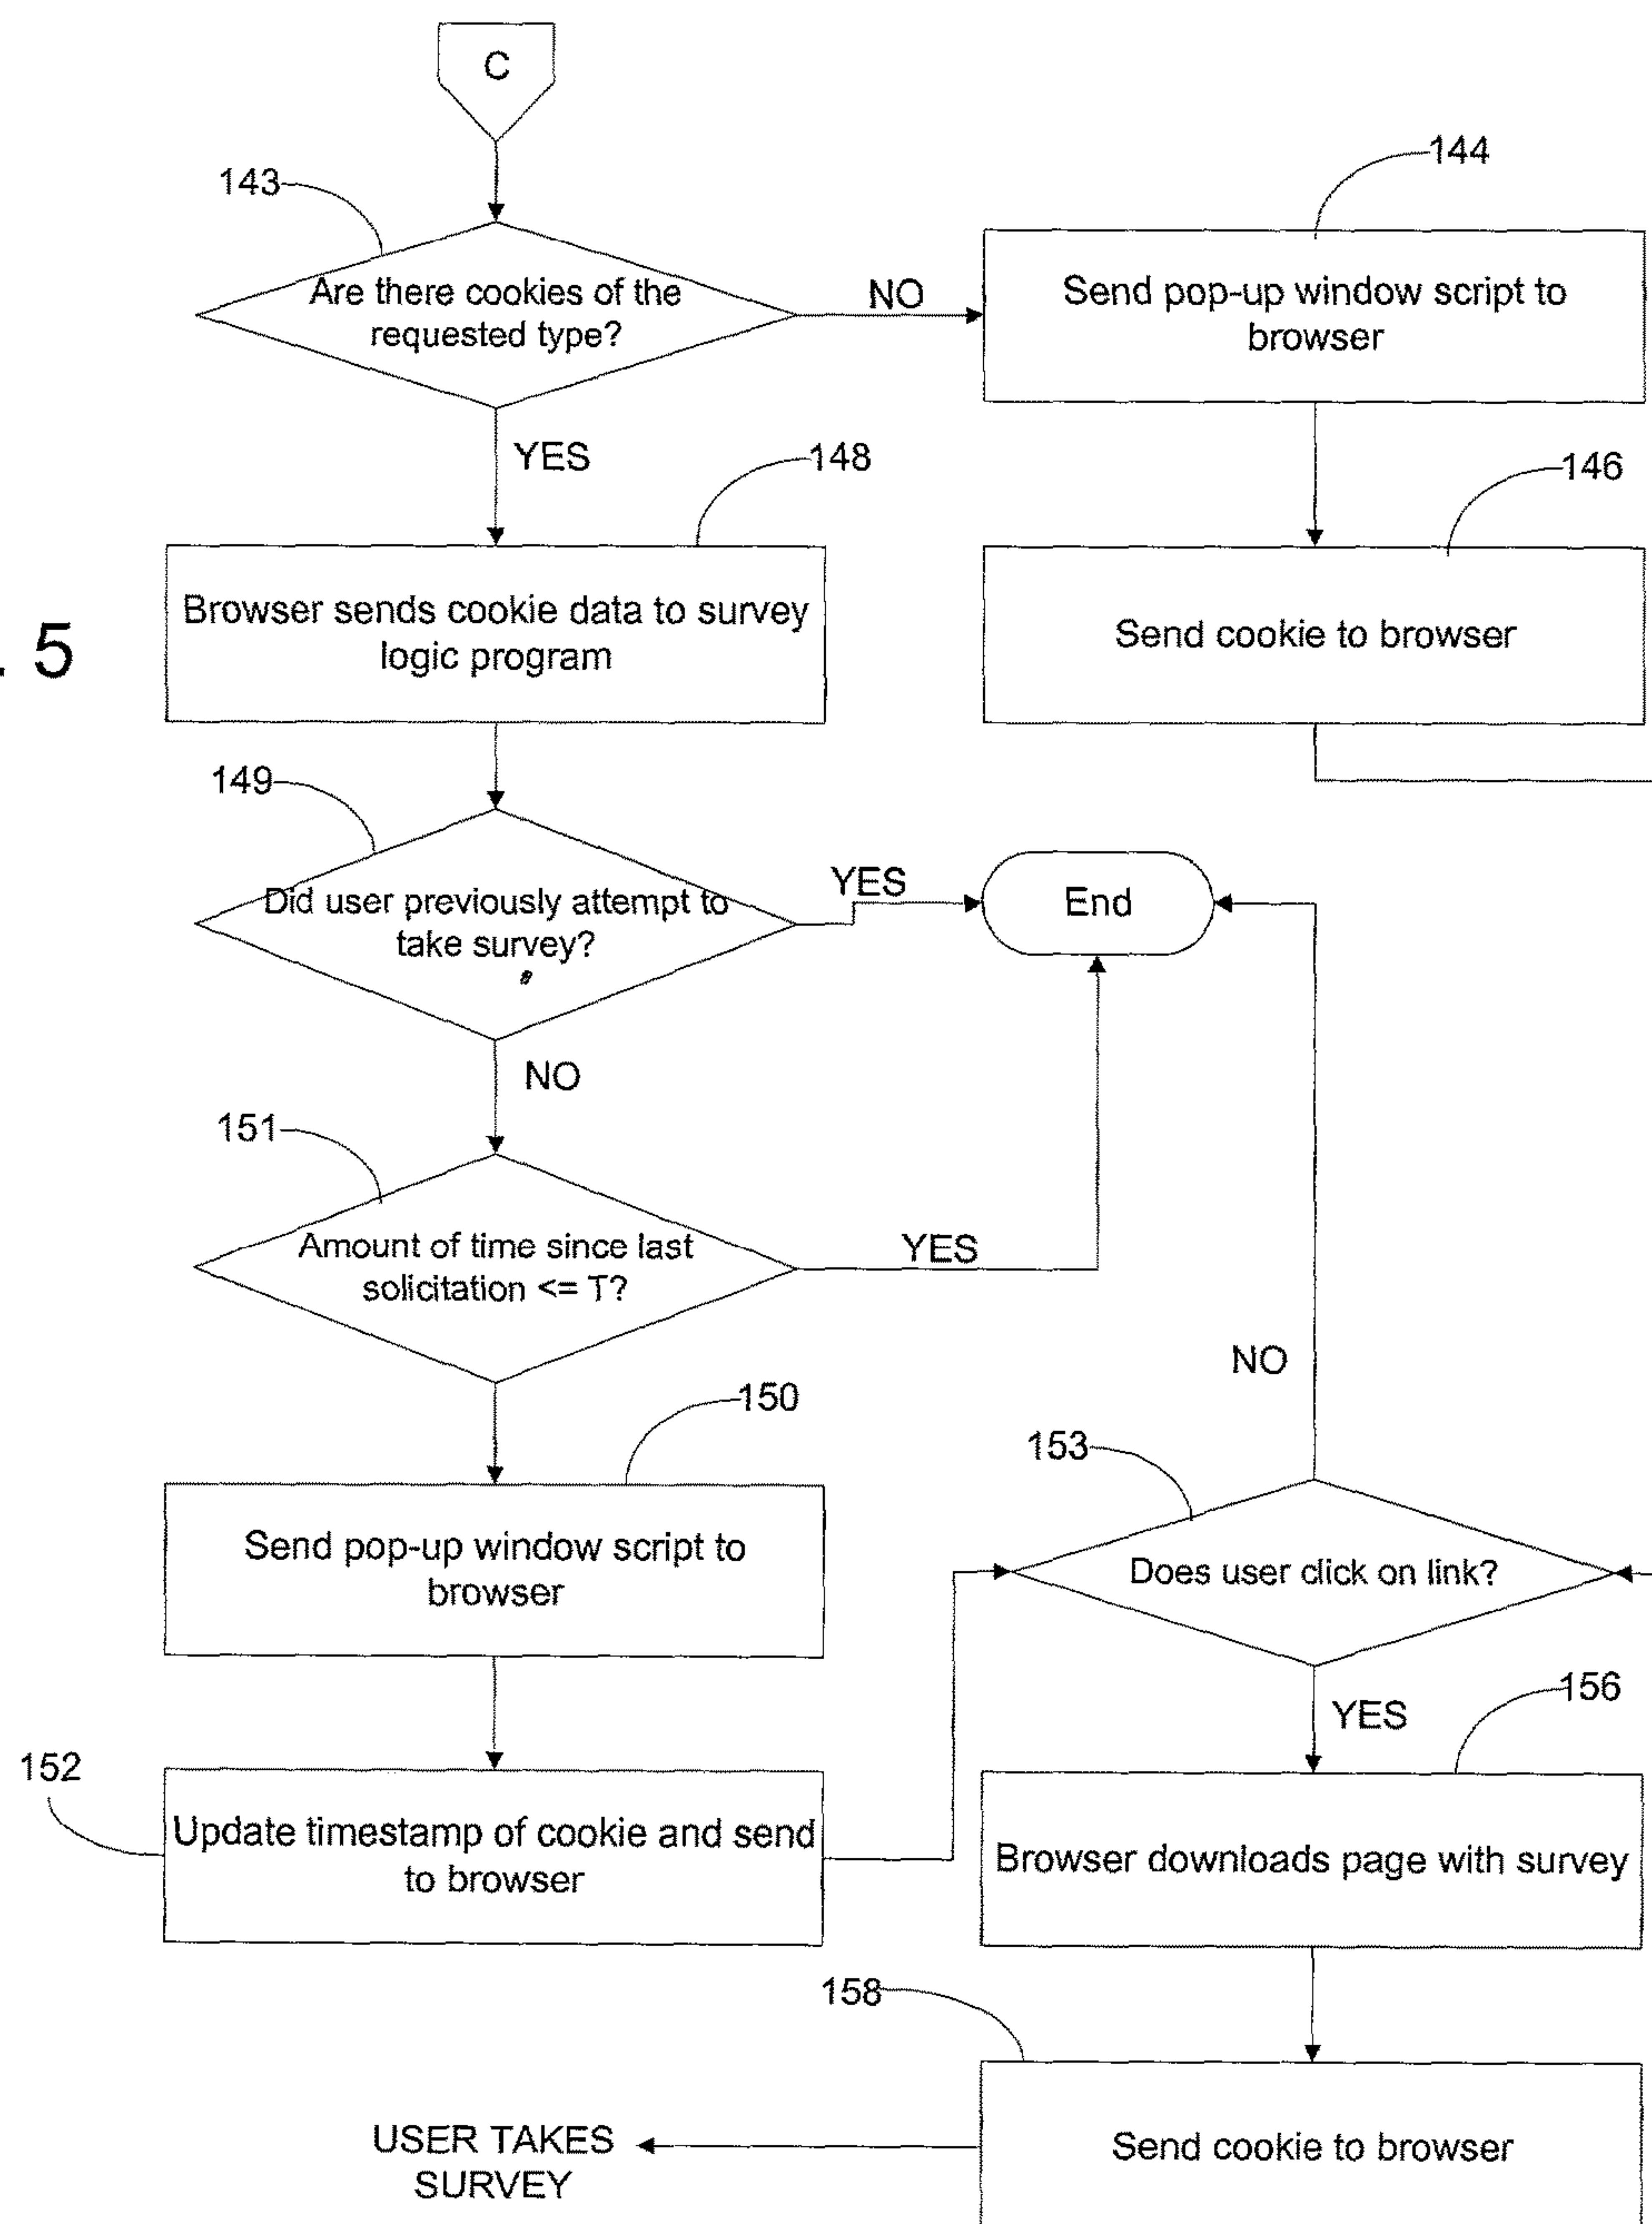 C
143
Are there cookies of the
requested type?
NO
144
Send pop-up window script to
browser
YES
148
146
Browser sends cookie data to survey
logic program
Send cookie to browser
. 5
149
Did user previously attempt to
take survey?
YES
End
NO
151
Amount of time since last
solicitation <= T?
YES
NO
150
153
Send pop-up window script to
browser
Does user click on link?
YES
156
152
Update timestamp of cookie and send
to browser
Browser downloads page with survey
158
USER TAKES
SURVEY
Send cookie to browser